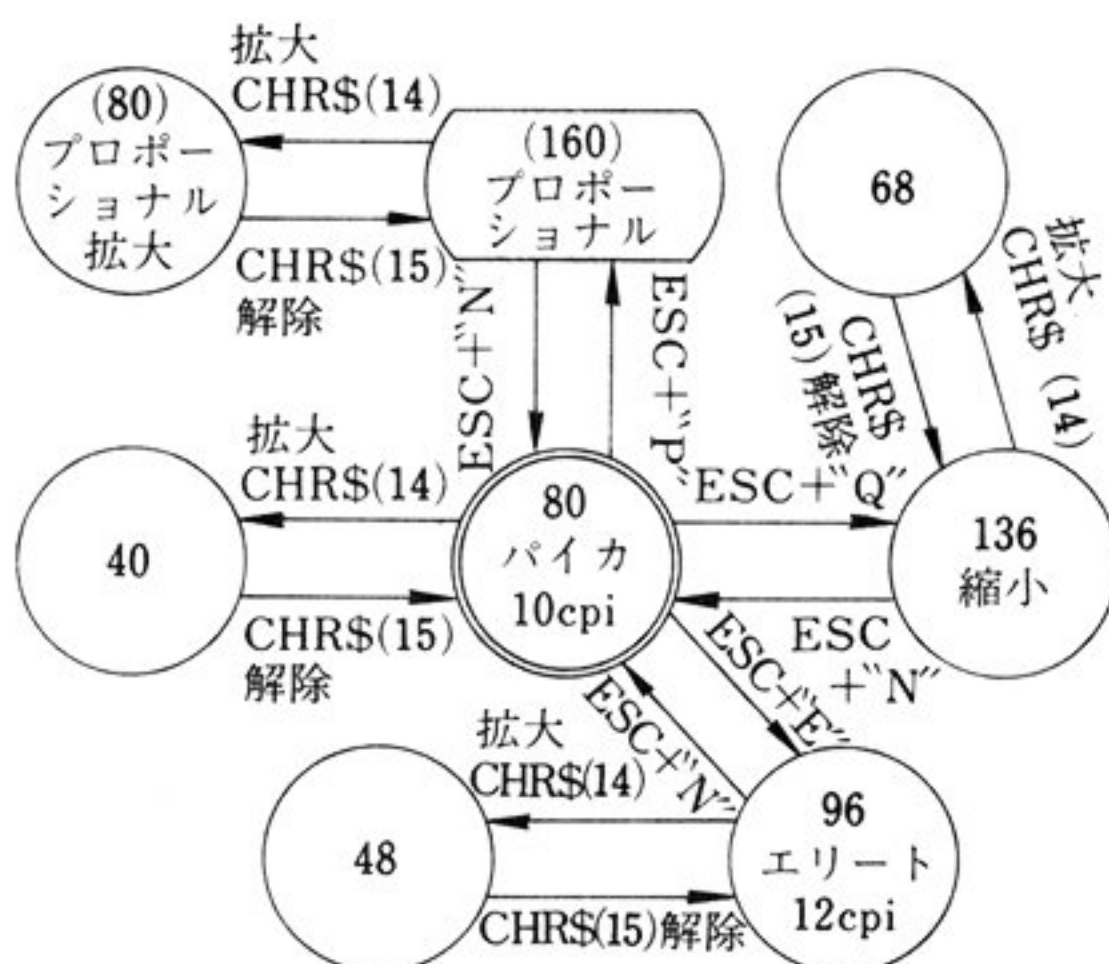 拡大
CHR$(14)
(80)
プロポー
ショナル
拡大
(160)
プロポー
ショナル
CHR$(15)
解除
68
拡大
CHR$ (14)
CHR$
(15)解除
ESC+"N"
ESC+"P"
拡大
CHR$(14)
40
CHR$(15)
解除
80
パイカ
10cpi
ESC+"Q"
136
縮小
ESC
+"N"
ESC+"E"
ESC+"N"
拡大
CHR$(14)
48
CHR$(15)解除
96
エリート
12cpi